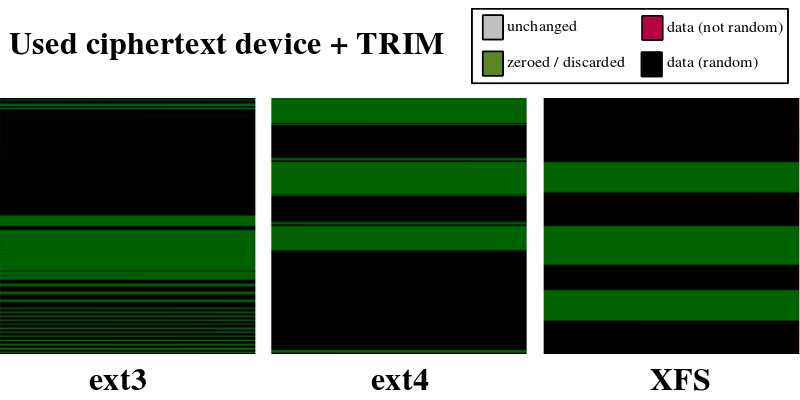 Used ciphertext device + TRIM
unchanged
data (not random)
zeroed / discarded
data (random)
ext3
ext4
XFS